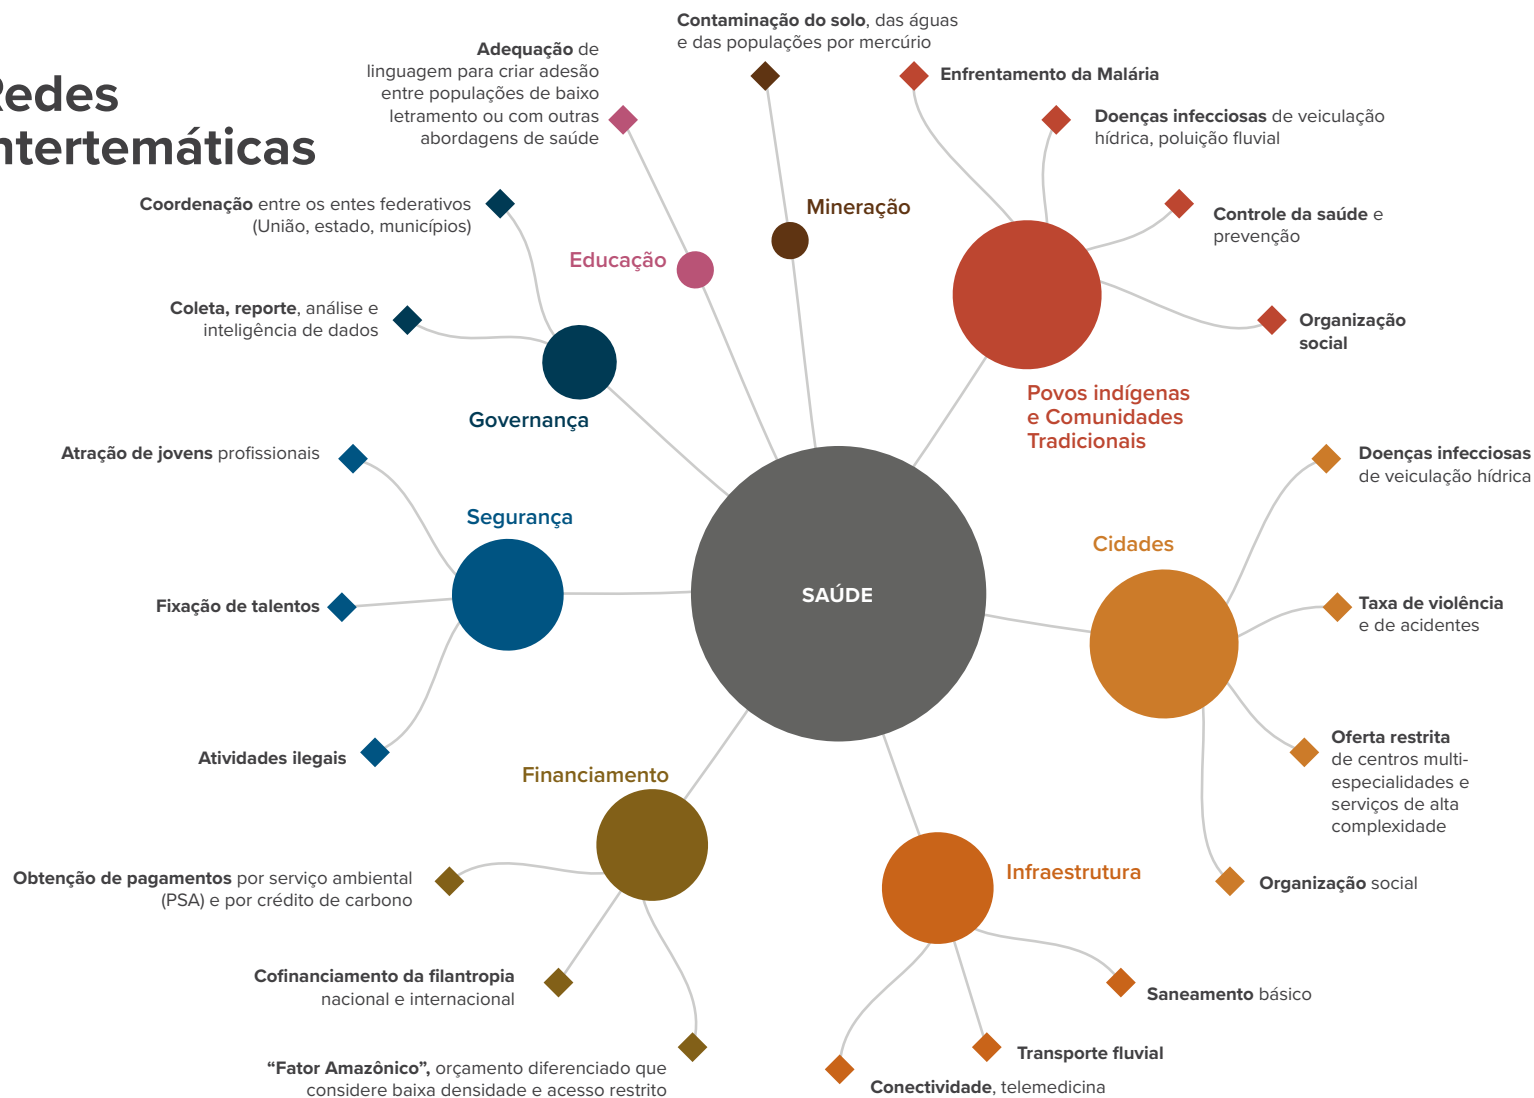 Redes
ntertemáticas
Adequação de
linguagem para criar adesão
entre populações de baixo
letramento ou com outras
abordagens de saúde
Contaminação do solo, das águas
e das populações por mercúrio
Enfrentamento da Malária
Doenças infecciosas de veiculação
hídrica, poluição fluvial
Controle da saúde e
prevenção
Organização
social
Povos indígenas
e Comunidades
Tradicionais
Mineração
Educação
Coordenação entre os entes federativos
(União, estado, municípios)
Coleta, reporte, análise e
inteligência de dados
Governança
Atração de jovens profissionais
Segurança
Fixação de talentos
Atividades ilegais
SAÚDE
Cidades
Doenças infecciosas
de veiculação hídrica
Taxa de violência
e de acidentes
Oferta restrita
de centros multi-
especialidades e
serviços de alta
complexidade
Organização social
Financiamento
Obtenção de pagamentos por serviço ambiental
(PSA) e por crédito de carbono
Cofinanciamento da filantropia
nacional e internacional
“Fator Amazônico”, orçamento diferenciado que
considere baixa densidade e acesso restrito
Infraestrutura
Saneamento básico
Transporte fluvial
Conectividade, telemedicina